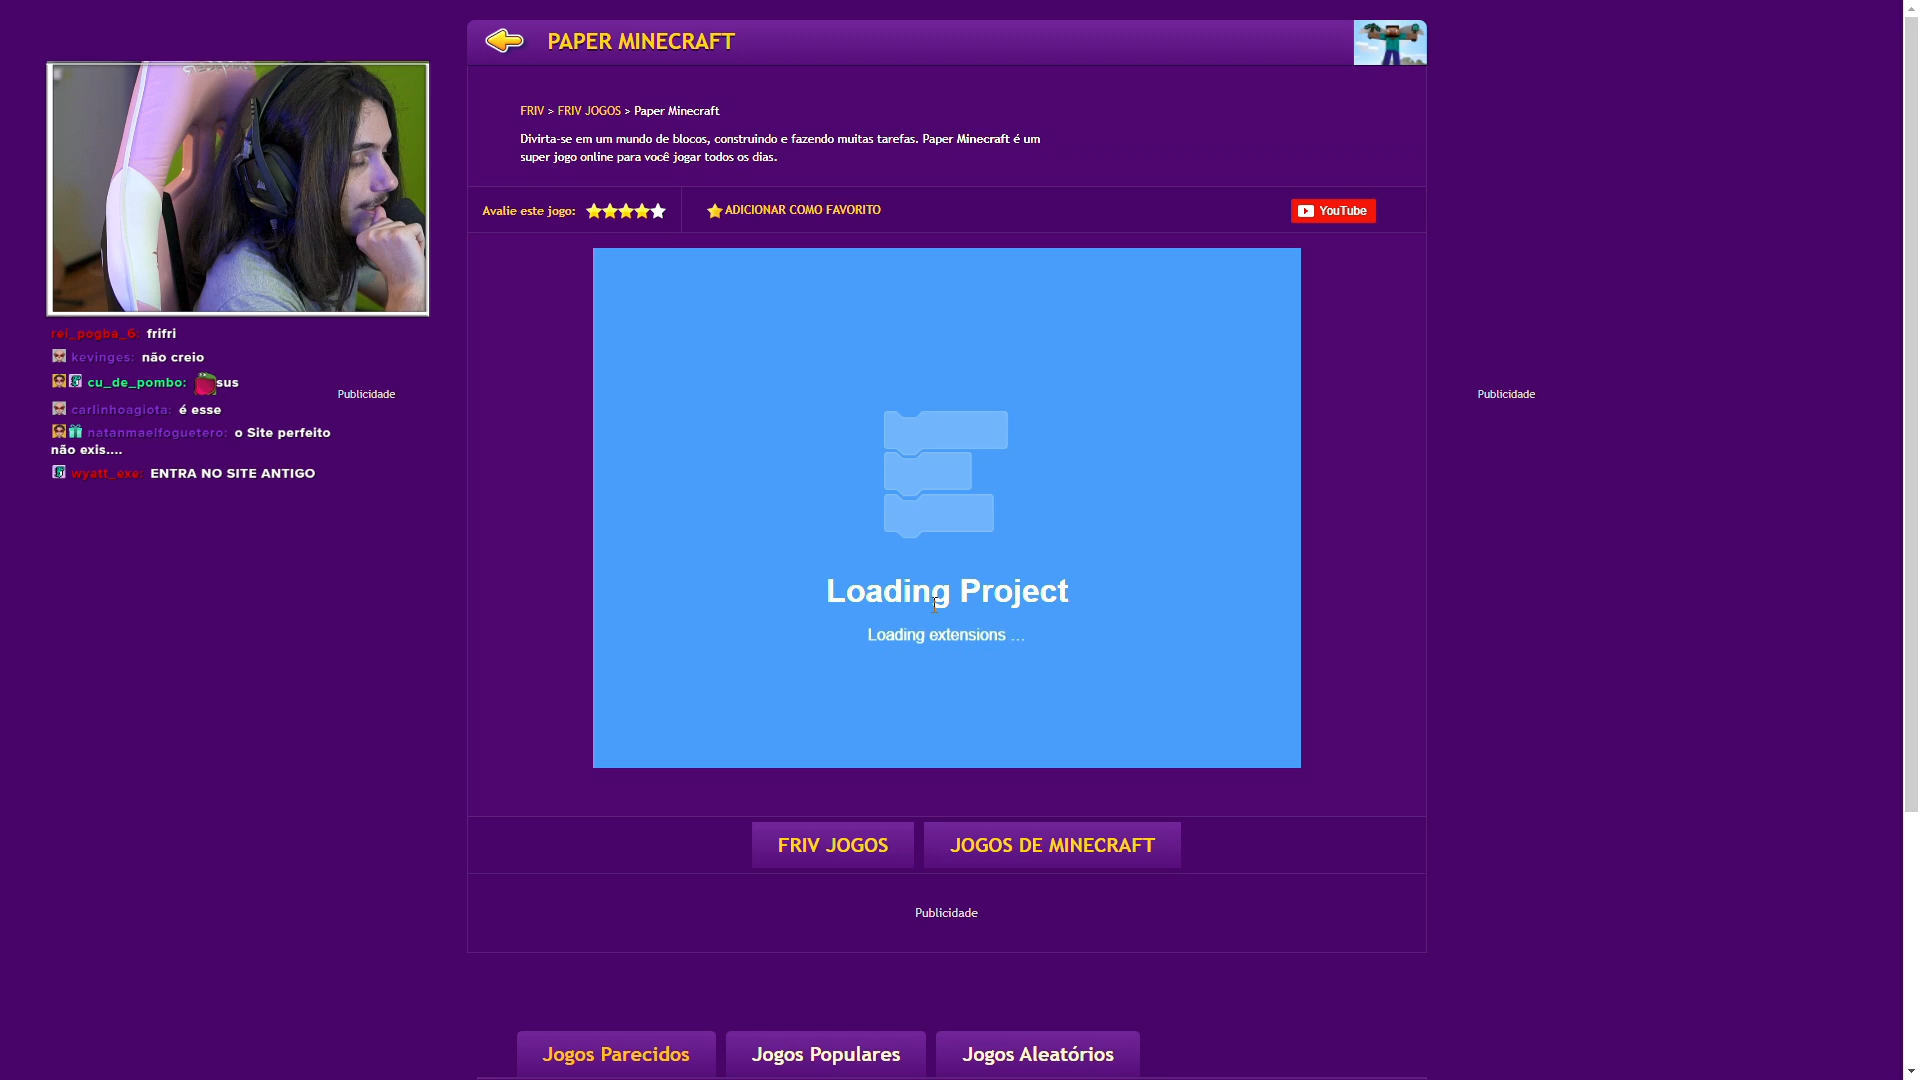 PAPER MINECRAFT
FRIV > FRIV JOGOS > Paper Minecraft
Divirta-se em um mundo de blocos, construindo e fazendo muitas tarefas. Paper Minecraft é um
super jogo online para você jogar todos os dias.
Avalie este jogo:
ADICIONAR COMO FAVORITO
YouTube
rei_pogba_6: frifri
kevinges: não creio
cu_de_pombo: sus
carlinhoagiota: é esse
natanmaelfoguetero: o Site perfeito
não exis....
wyatt_exe: ENTRA NO SITE ANTIGO
Publicidade
Publicidade
Loading Project
Loading extensions ...
FRIV JOGOS
JOGOS DE MINECRAFT
Publicidade
Jogos Parecidos
Jogos Populares
Jogos Aleatórios